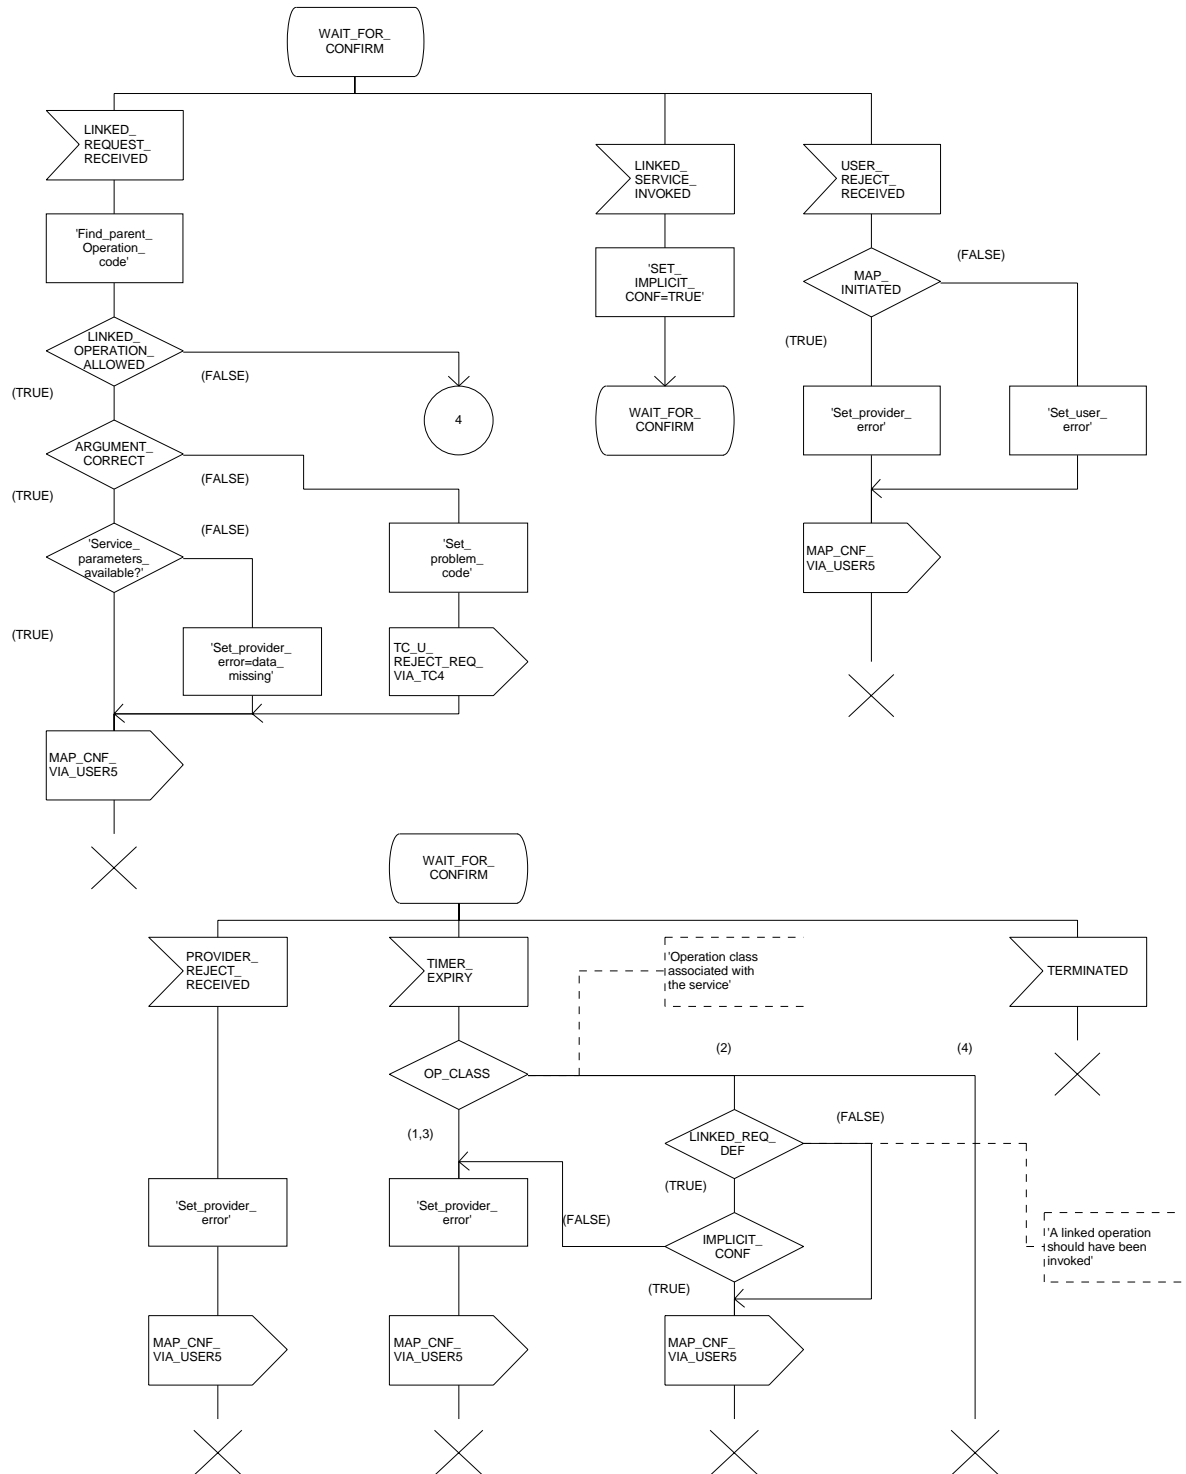 WAIT_FOR_
CONFIRM
LINKED_
REQUEST_
RECEIVED
LINKED_
SERVICE_
INVOKED
USER_
REJECT_
RECEIVED
'Find_parent_
Operation_
code'
'SET_
IMPLICIT_
CONF=TRUE'
(FALSE)
MAP_
INITIATED
(TRUE)
LINKED_
OPERATION_
ALLOWED
(FALSE)
(TRUE)
4
WAIT_FOR_
CONFIRM
'Set_provider_
error'
'Set_user_
error'
ARGUMENT_
CORRECT
(FALSE)
(TRUE)
(FALSE)
'Service_
parameters_
available?'
'Set_
problem_
code'
MAP_CNF_
VIA_USER5
(TRUE)
'Set_provider_
error=data_
missing'
TC_U_
REJECT_REQ_
VIA_TC4
MAP_CNF_
VIA_USER5
WAIT_FOR_
CONFIRM
PROVIDER_
REJECT_
RECEIVED
TIMER_
EXPIRY
'Operation class
associated with
the service'
TERMINATED
OP_CLASS
(2)
(4)
(1,3)
(FALSE)
LINKED_REQ_
DEF
(TRUE)
'Set_provider_
error'
'Set_provider_
error'
(FALSE)
IMPLICIT_
CONF
'A linked operation
should have been
invoked'
(TRUE)
MAP_CNF_
VIA_USER5
MAP_CNF_
VIA_USER5
MAP_CNF_
VIA_USER5